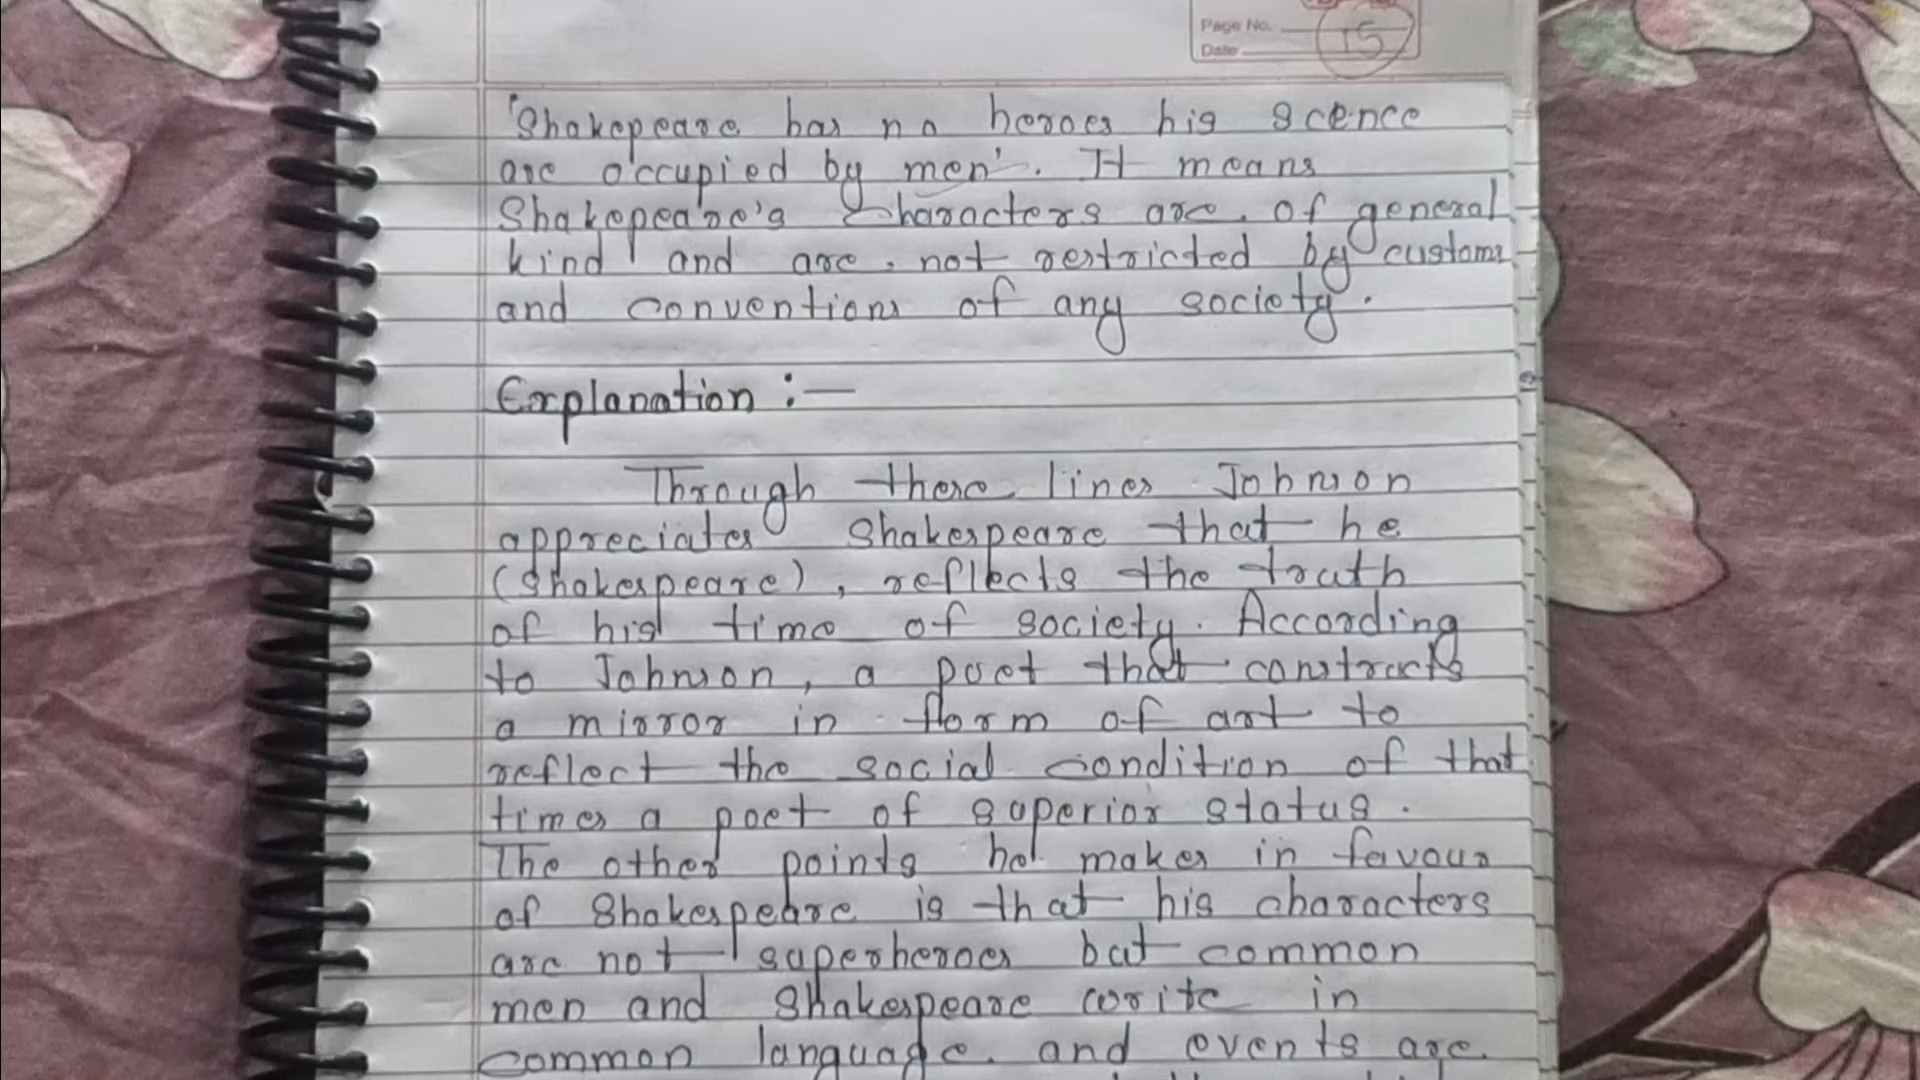 Page No.
15
Date
'Shakepeare has no heroes his scence
are occupied by men'. It means
Shakepeare's characters are of general
kind and are not restricted by customs
and conventions of any society.
Explanation :—
Through these lines Johnson
appreciates Shakespeare that he
(Shakespeare), reflects the truth
of his time of society. According
to Johnson, a poet that constructs
a mirror in form of art to
reflect the social condition of that
times a poet of superior status.
The other points he makes in favour
of Shakespeare is that his characters
are not superheroes but common
men and Shakespeare write in
common language and events are